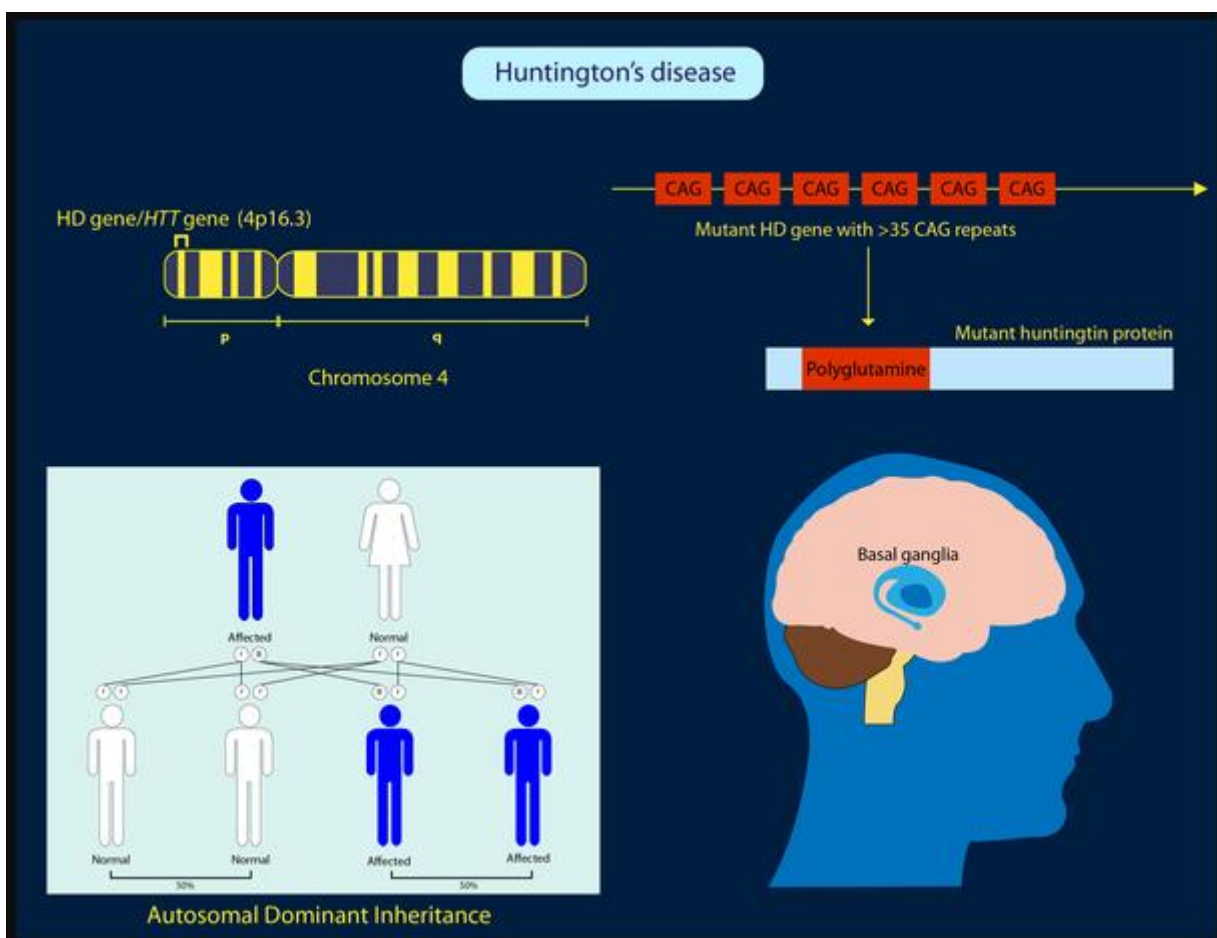 Huntington's disease
HD gene/HTT gene (4p16.3)
p
q
Chromosome 4
CAG CAG CAG CAG CAG CAG
Mutant HD gene with >35 CAG repeats
Mutant huntingtin protein
Polyglutamine
Affected Normal
r R r r
r r r r R r R r
Normal Normal Affected Affected
50% 50%
Autosomal Dominant Inheritance
Basal ganglia